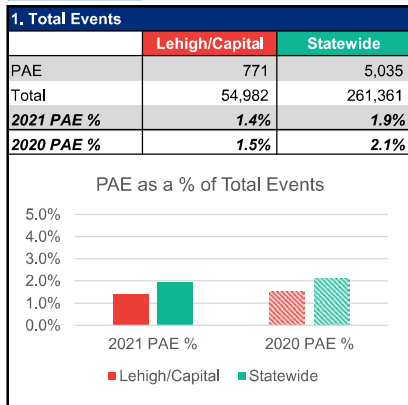 1. Total Events
Lehigh/Capital Statewide
PAE 771 5,035
Total 54,982 261,361
2021 PAE % 1.4% 1.9%
2020 PAE % 1.5% 2.1%
PAE as a % of Total Events
5.0%
4.0%
3.0%
2.0%
1.0%
0.0%
2021 PAE % 2020 PAE %
Lehigh/Capital Statewide